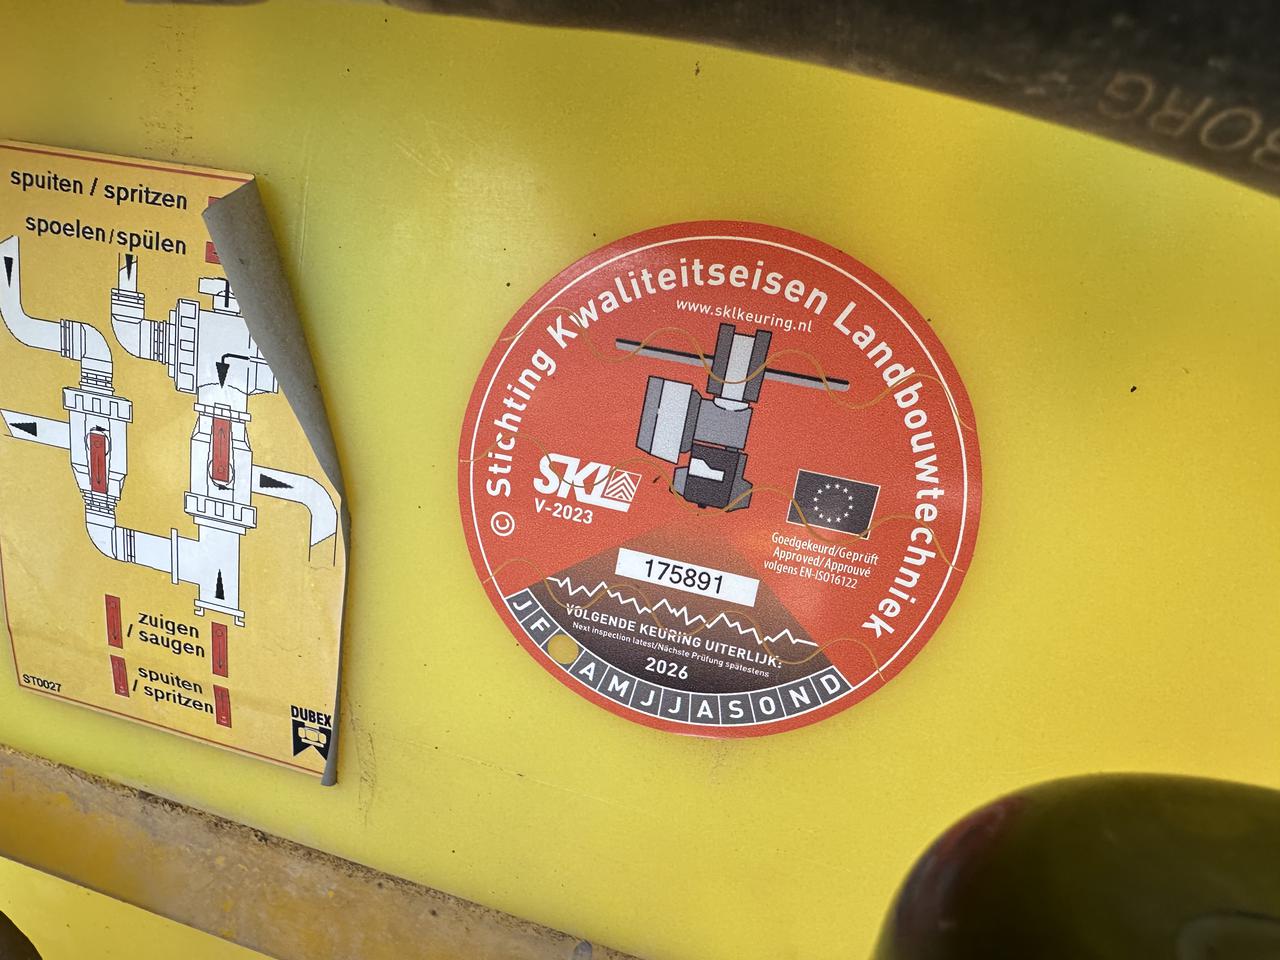 BORG
spuiten / spritzen
spoelen/spülen
zuigen
/ saugen
spuiten
/ spritzen
ST0027
DUBEX
© Stichting Kwaliteitseisen Landbouwtechniek
www.sklkeuring.nl
SKL
V-2023
Goedgekeurd/Geprüft
Approved/Approuvé
volgens EN-ISO16122
175891
VOLGENDE KEURING UITERLIJK:
Next inspection latest/Nächste Prüfung spätestens
2026
J F A M J J A S O N D